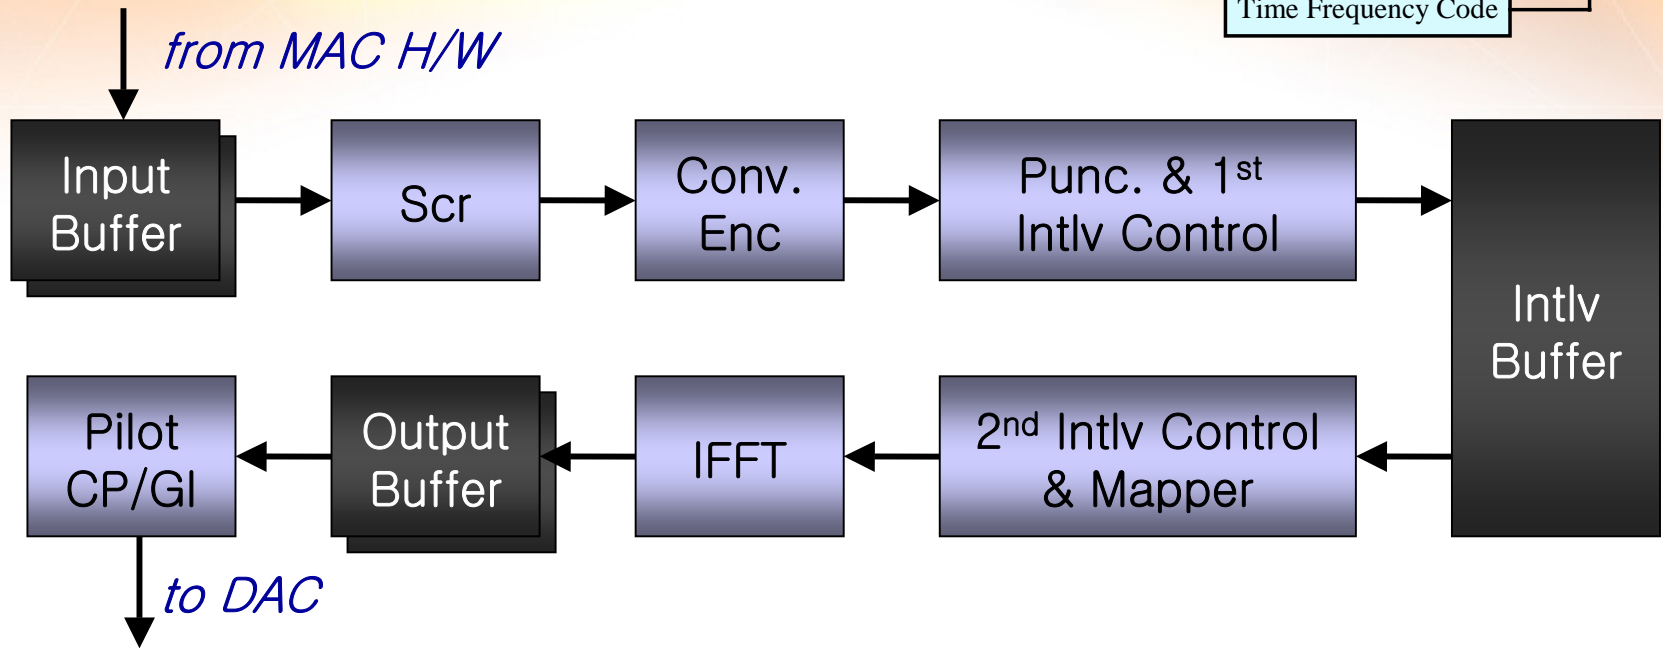 Time Frequency Code
from MAC H/W
Input
Buffer
Scr
Conv.
Enc
Punc. & 1st
Intlv Control
Intlv
Buffer
Pilot
CP/GI
Output
Buffer
IFFT
2nd Intlv Control
& Mapper
to DAC